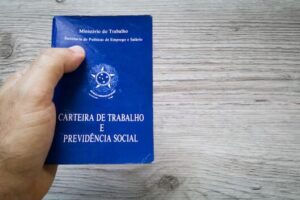 Ministério do Trabalho
Secretaria de Políticas de Emprego e Salário
CARTEIRA DE TRABALHO
E
PREVIDÊNCIA SOCIAL